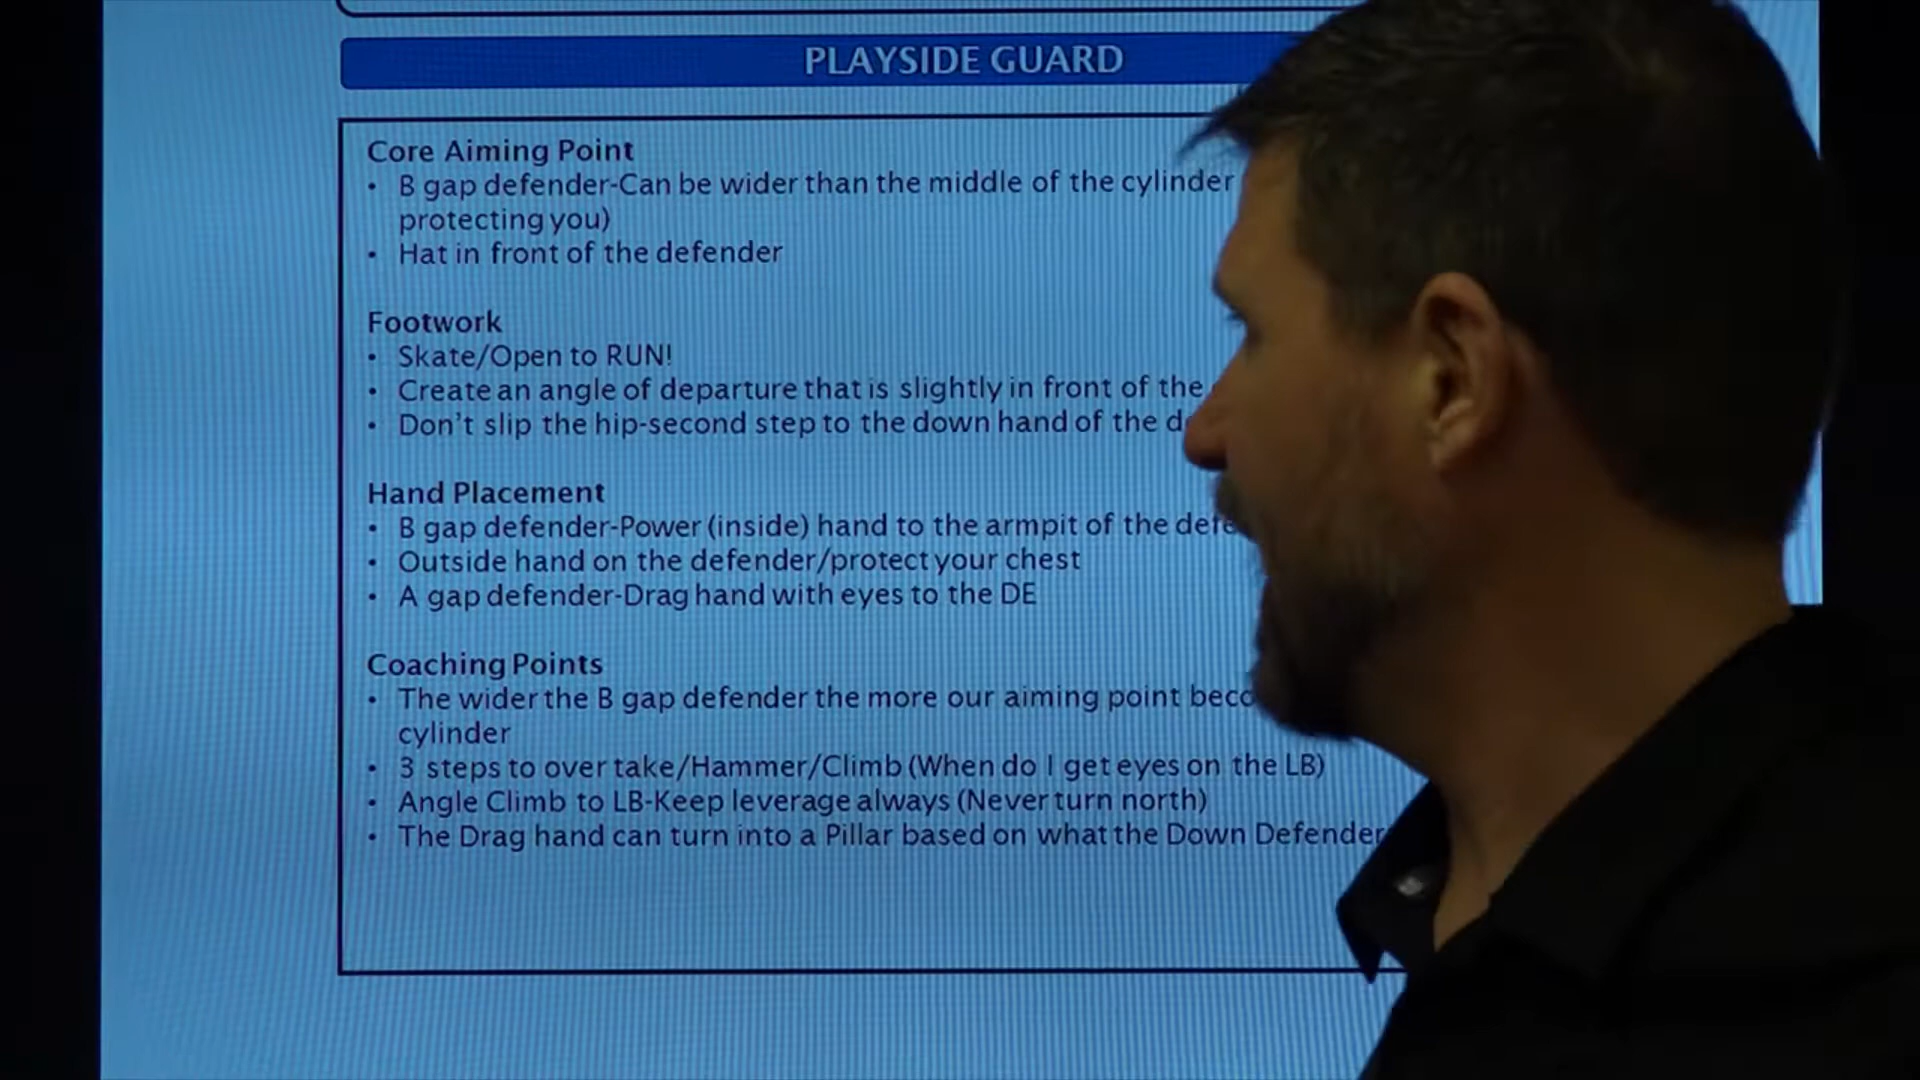 PLAYSIDE GUARD
Core Aiming Point
• B gap defender-Can be wider than the middle of the cylinder
protecting you)
• Hat in front of the defender
Footwork
• Skate/Open to RUN!
• Create an angle of departure that is slightly in front of the
• Don't slip the hip-second step to the down hand of the
Hand Placement
• B gap defender-Power (inside) hand to the armpit of the
• Outside hand on the defender/protect your chest
• A gap defender-Drag hand with eyes to the DE
Coaching Points
• The wider the B gap defender the more our aiming point
cylinder
• 3 steps to over take/Hammer/Climb (When do I get eyes on the LB)
• Angle Climb to LB-Keep leverage always (Never turn north)
• The Drag hand can turn into a Pillar based on what the Down Defender